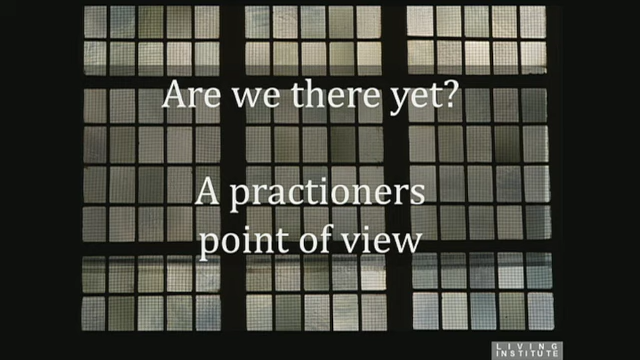 Are we there yet?
A practioners
point of view
LIVING
INSTITUTE